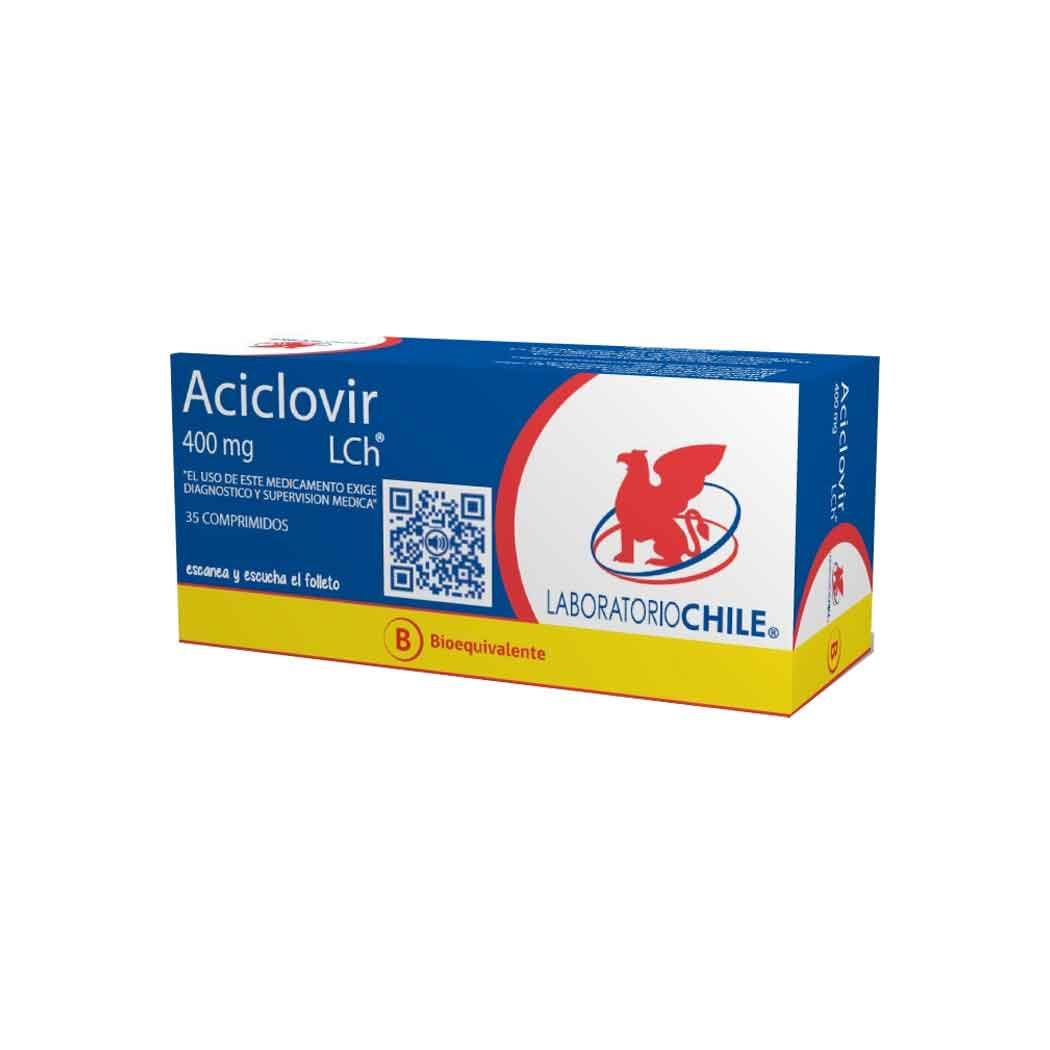 Aciclovir
400 mg LCh®
"EL USO DE ESTE MEDICAMENTO EXIGE
DIAGNOSTICO Y SUPERVISION MEDICA"
35 COMPRIMIDOS
escanea y escucha el folleto
B Bioequivalente
LABORATORIOCHILE®
Aciclovir
400 mg LCh®
B